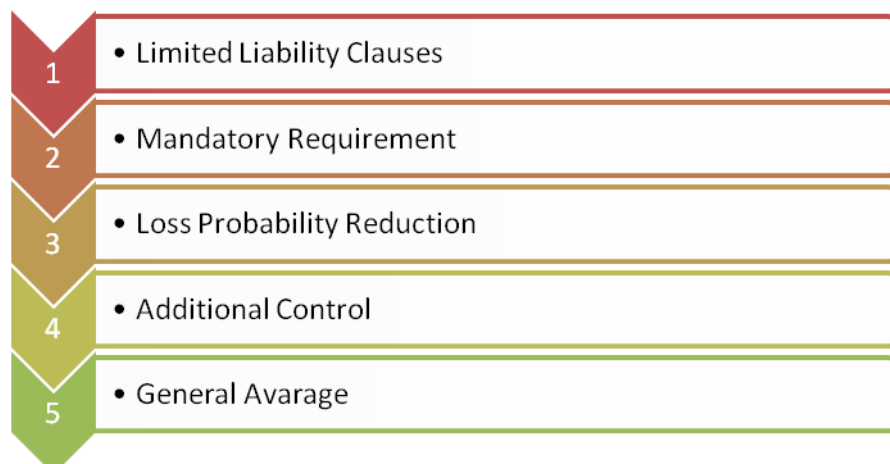 1 • Limited Liability Clauses
2 • Mandatory Requirement
3 • Loss Probability Reduction
4 • Additional Control
5 • General Avarage